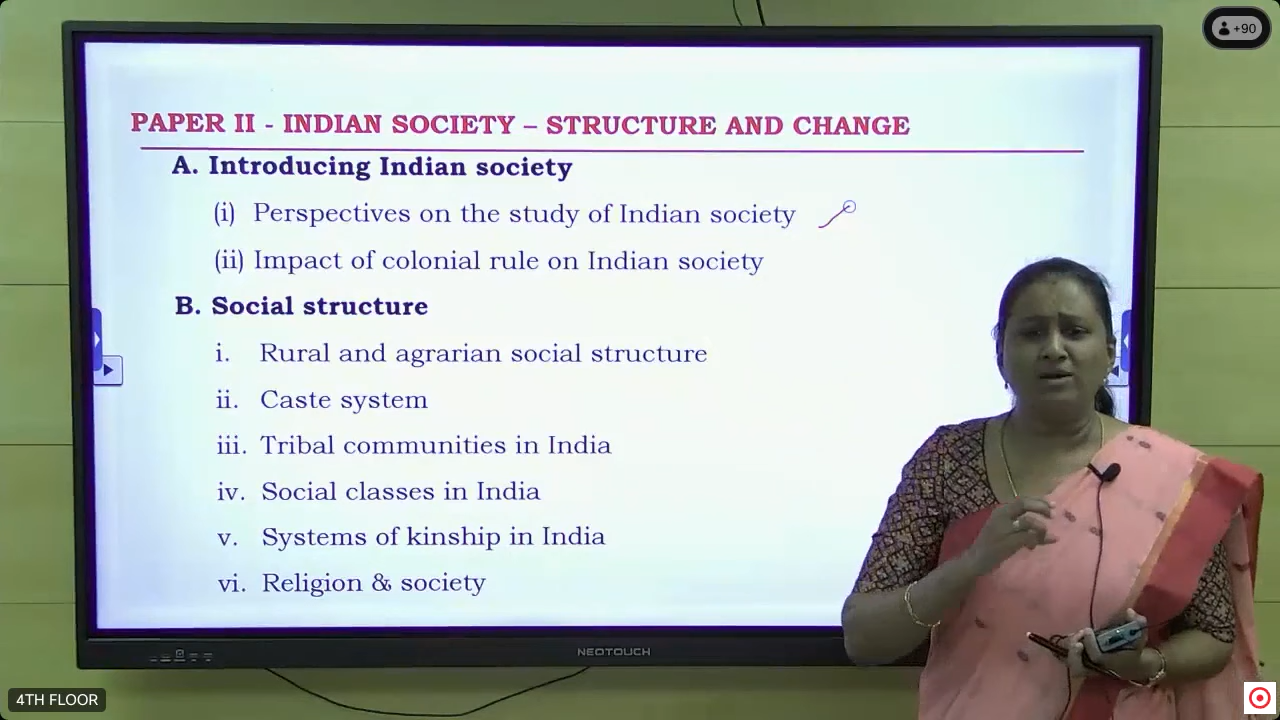 +90
PAPER II - INDIAN SOCIETY – STRUCTURE AND CHANGE
A. Introducing Indian society
(i) Perspectives on the study of Indian society
(ii) Impact of colonial rule on Indian society
B. Social structure
i. Rural and agrarian social structure
ii. Caste system
iii. Tribal communities in India
iv. Social classes in India
v. Systems of kinship in India
vi. Religion & society
NEOTOUCH
4TH FLOOR